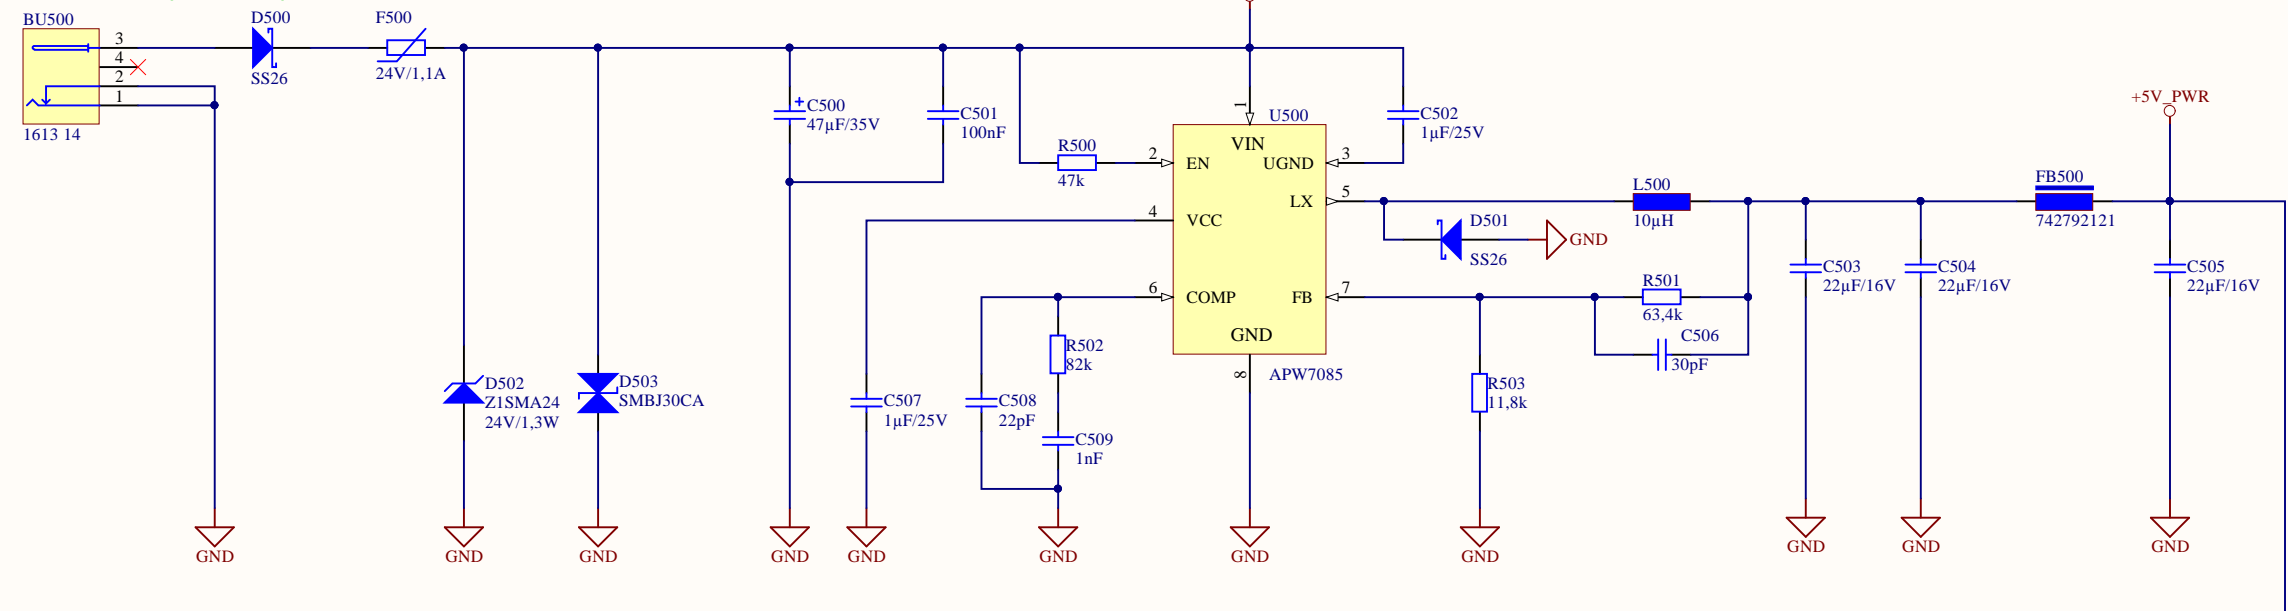 BU500
3
4
2
1
1613 14
D500
SS26
F500
24V/1,1A
D502
Z1SMA24
24V/1,3W
D503
SMBJ30CA
+
C500
47µF/35V
C501
100nF
R500
47k
1
U500
VIN
2
EN
UGND
3
C502
1µF/25V
LX
5
4
VCC
6
COMP
FB
7
GND
8
APW7085
L500
10µH
D501
SS26
GND
R501
63,4k
C506
30pF
R502
82k
C507
1µF/25V
C508
22pF
C509
1nF
R503
11,8k
C503
22µF/16V
C504
22µF/16V
FB500
742792121
+5V_PWR
C505
22µF/16V
GND
GND
GND
GND
GND
GND
GND
GND
GND
GND
GND